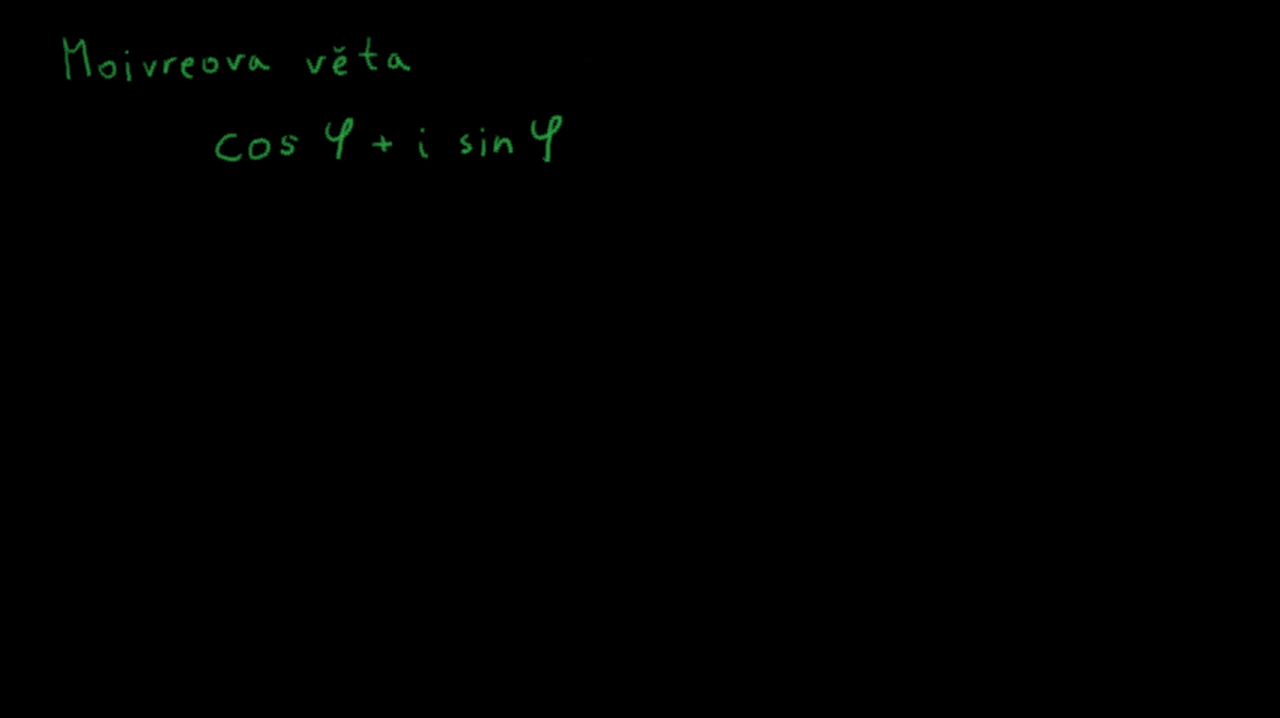 Moivreova věta
cos φ + i sin φ